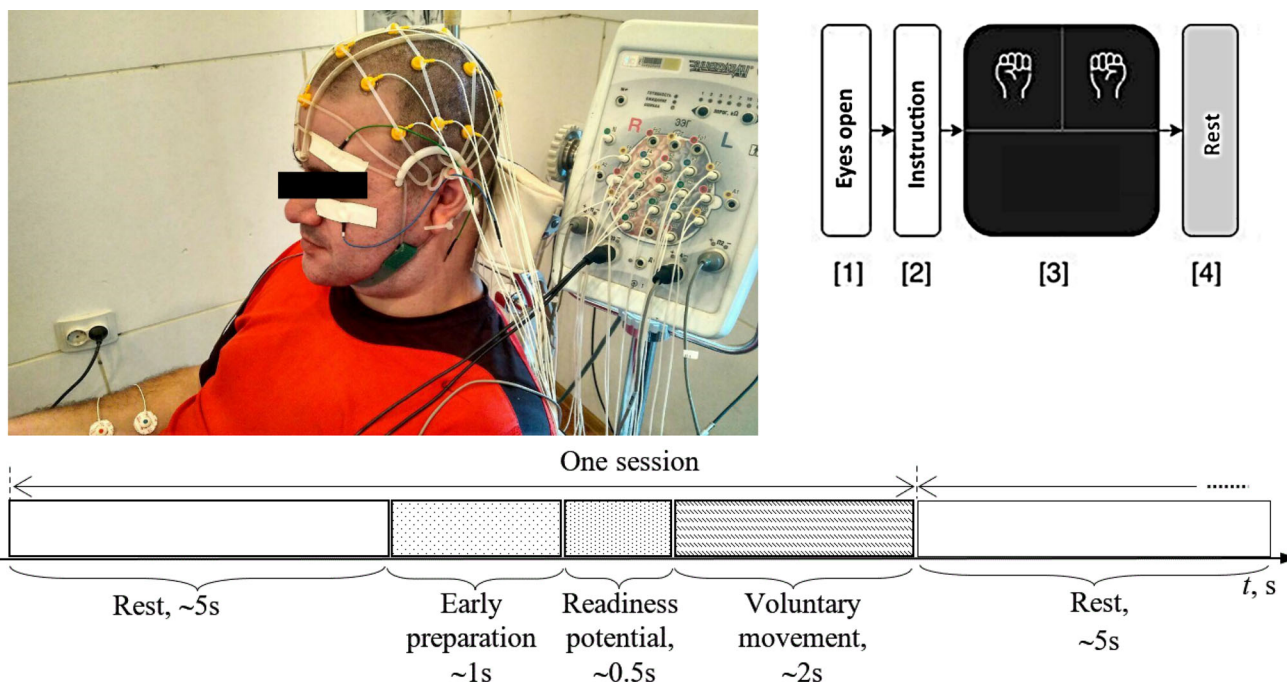 ЭЭГ
R
L
Eyes open
Instruction
Rest
[1]
[2]
[3]
[4]
One session
Rest, ~5s
Early
preparation
~1s
Readiness
potential,
~0.5s
Voluntary
movement,
~2s
Rest,
~5s
t, s